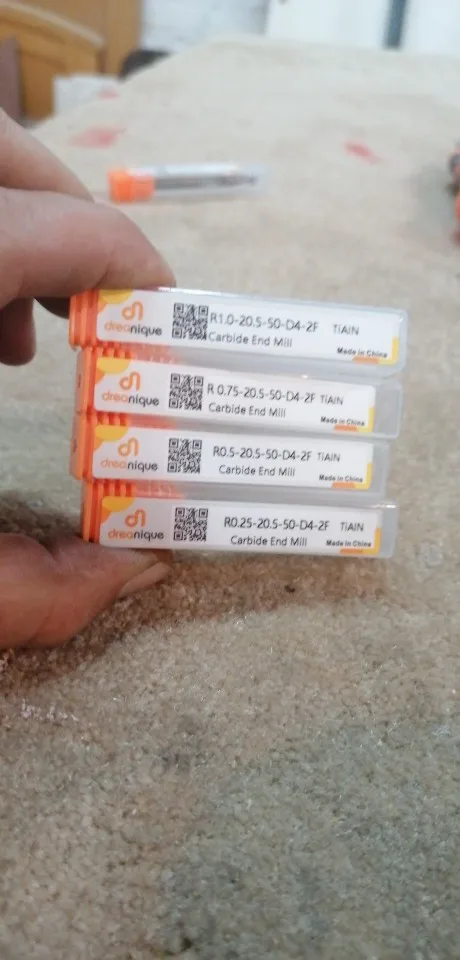 dreanique
R1.0-20.5-50-D4-2F TiAlN
Carbide End Mill
Made in China
dreanique
R 0.75-20.5-50-D4-2F TiAlN
Carbide End Mill
Made in China
dreanique
R0.5-20.5-50-D4-2F TiAlN
Carbide End Mill
Made in China
dreanique
R0.25-20.5-50-D4-2F TiAlN
Carbide End Mill
Made in China